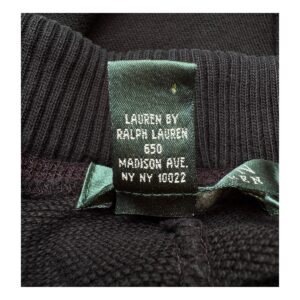 LAUREN BY
RALPH LAUREN
650
MADISON AVE.
NY NY 10022